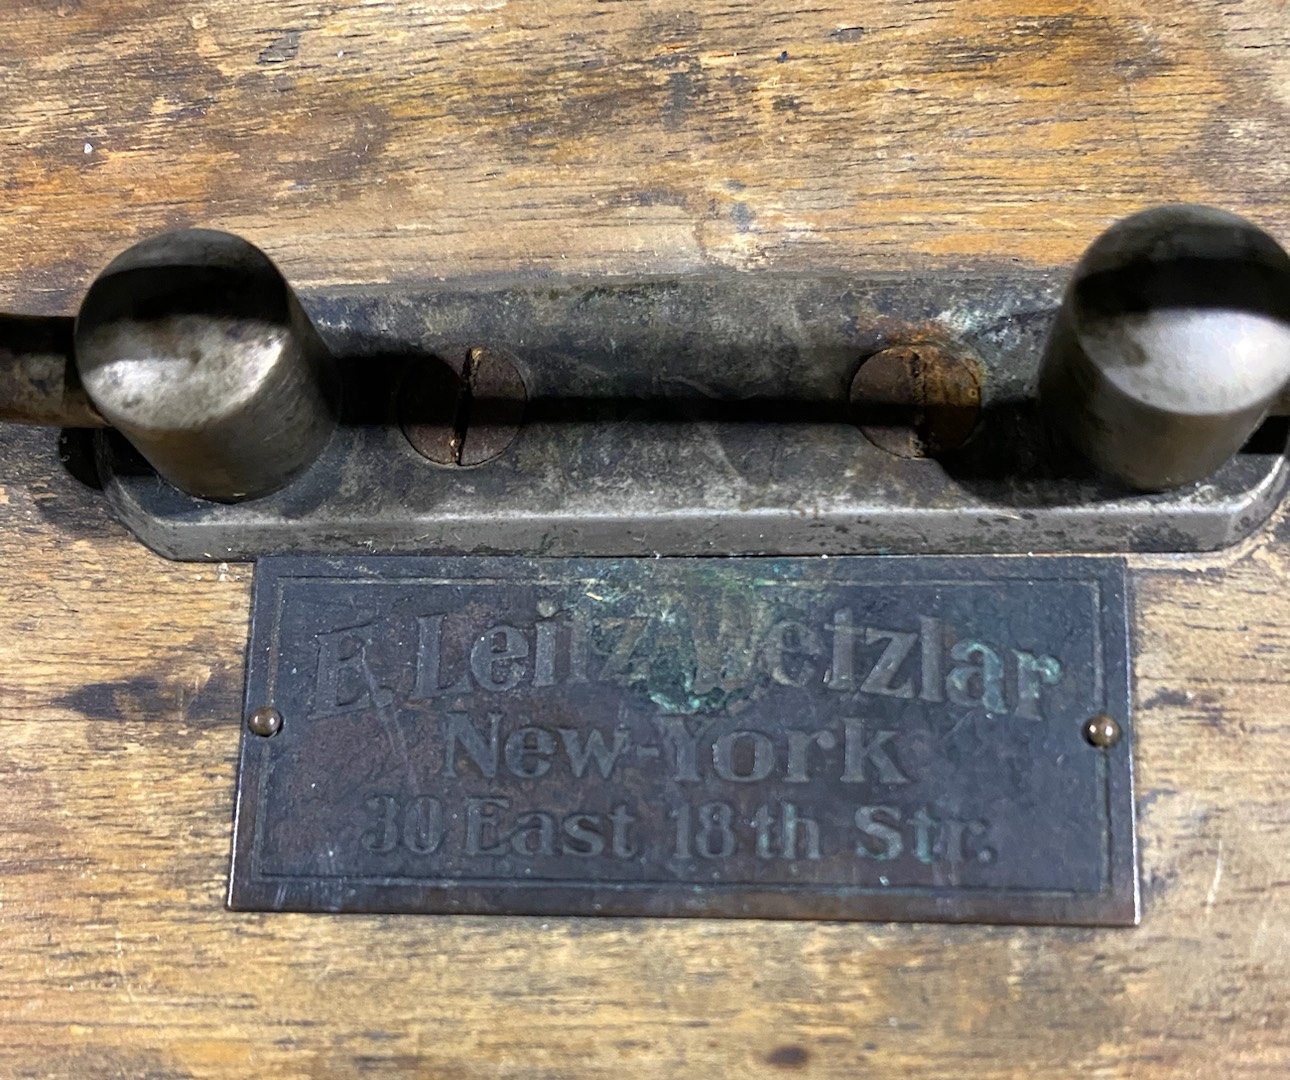 E. Leitz-Wetzlar
New-York
30 East 18th Str.